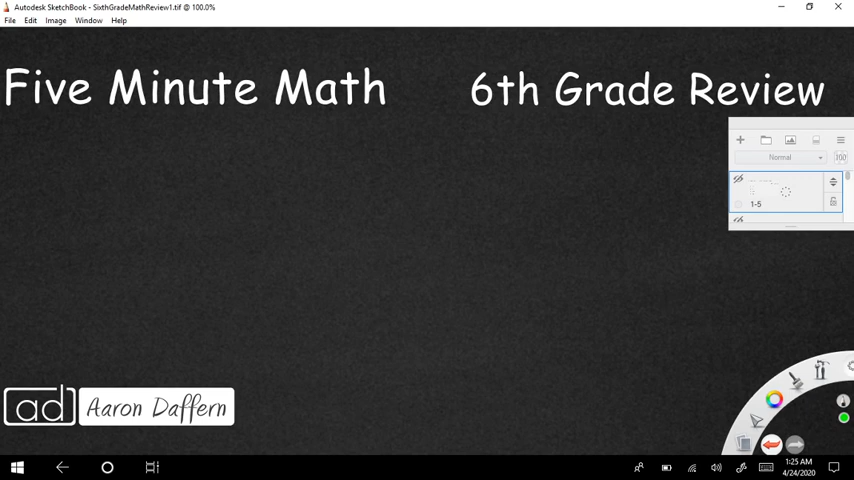 Autodesk SketchBook - SixthGradeMathReview1.tif @ 100.0%
File Edit Image Window Help
Five Minute Math 6th Grade Review
Normal 100
1-5
ad Aaron Daffern
1:25 AM
4/24/2020